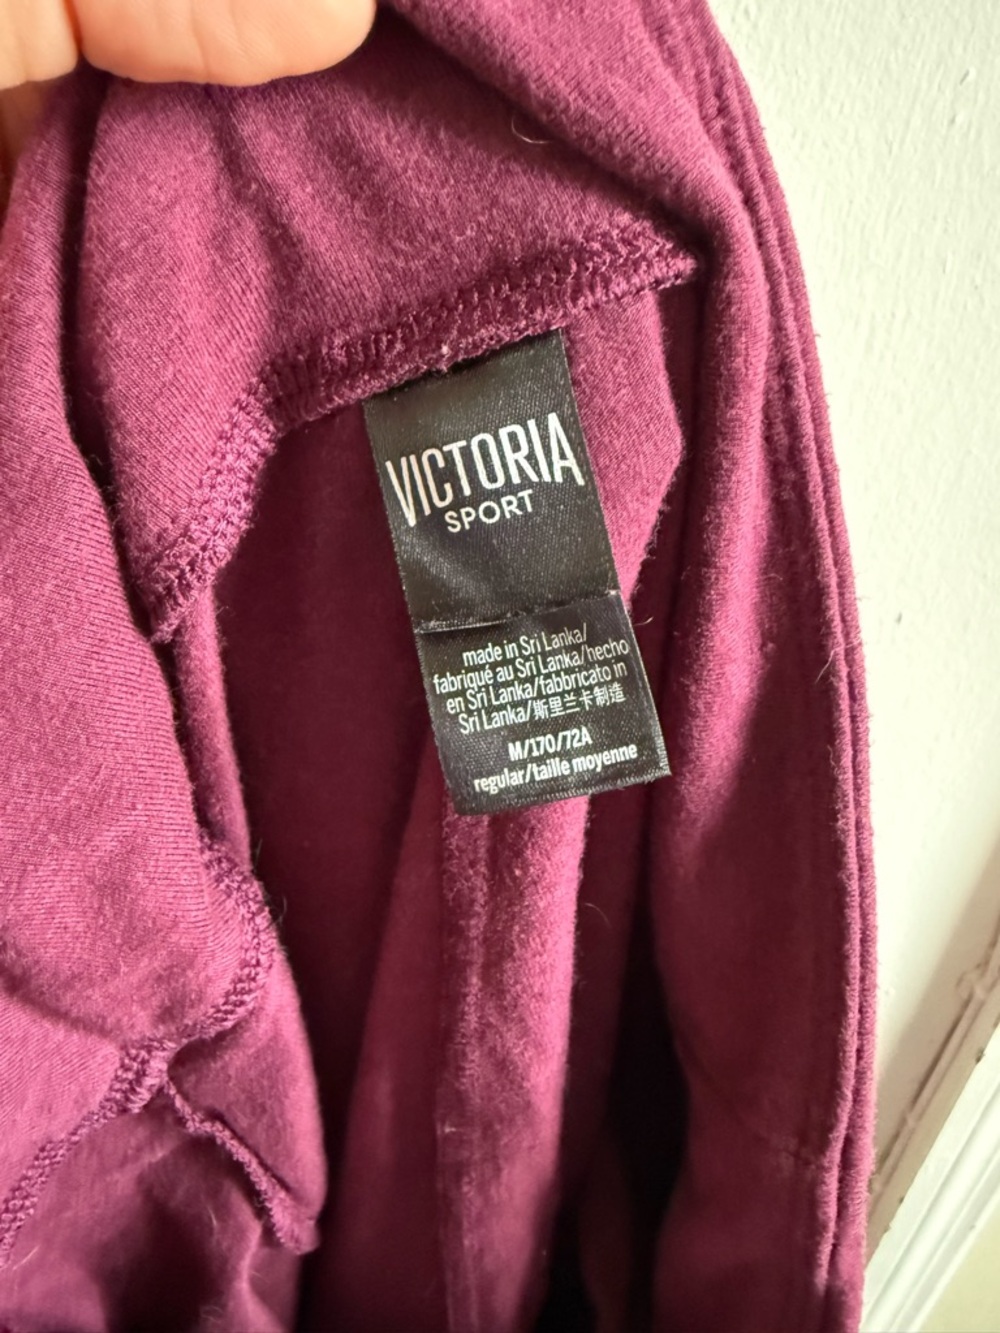 VICTORIA
SPORT
made in Sri Lanka/
fabriqué au Sri Lanka/hecho
en Sri Lanka/fabbricato in
Sri Lanka/斯里兰卡制造
M/170/72A
regular/taille moyenne